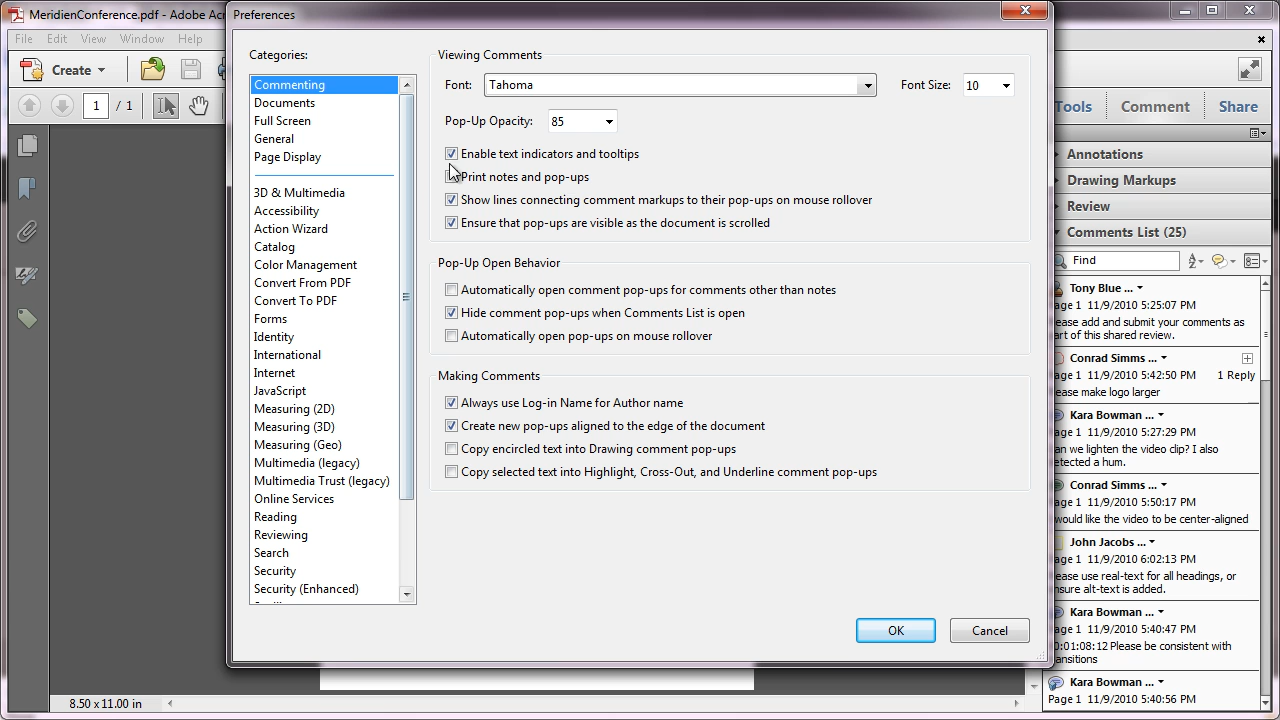 MeridienConference.pdf - Adobe Acr
Preferences
File Edit View Window Help
Create
1 / 1
Tools Comment Share
Categories:
Commenting
Documents
Full Screen
General
Page Display
3D & Multimedia
Accessibility
Action Wizard
Catalog
Color Management
Convert From PDF
Convert To PDF
Forms
Identity
International
Internet
JavaScript
Measuring (2D)
Measuring (3D)
Measuring (Geo)
Multimedia (legacy)
Multimedia Trust (legacy)
Online Services
Reading
Reviewing
Search
Security
Security (Enhanced)
Viewing Comments
Font: Tahoma Font Size: 10
Pop-Up Opacity: 85
Enable text indicators and tooltips
Print notes and pop-ups
Show lines connecting comment markups to their pop-ups on mouse rollover
Ensure that pop-ups are visible as the document is scrolled
Pop-Up Open Behavior
Automatically open comment pop-ups for comments other than notes
Hide comment pop-ups when Comments List is open
Automatically open pop-ups on mouse rollover
Making Comments
Always use Log-in Name for Author name
Create new pop-ups aligned to the edge of the document
Copy encircled text into Drawing comment pop-ups
Copy selected text into Highlight, Cross-Out, and Underline comment pop-ups
OK Cancel
Annotations
Drawing Markups
Review
Comments List (25)
Find
Tony Blue ...
age 1 11/9/2010 5:25:07 PM
ease add and submit your comments as
art of this shared review.
Conrad Simms ...
age 1 11/9/2010 5:42:50 PM 1 Reply
ease make logo larger
Kara Bowman ...
age 1 11/9/2010 5:27:29 PM
an we lighten the video clip? I also
etected a hum.
Conrad Simms ...
age 1 11/9/2010 5:50:17 PM
would like the video to be center-aligned
John Jacobs ...
age 1 11/9/2010 6:02:13 PM
ease use real-text for all headings, or
nsure alt-text is added.
Kara Bowman ...
age 1 11/9/2010 5:40:47 PM
0:01:08:12 Please be consistent with
ansitions
Kara Bowman ...
Page 1 11/9/2010 5:40:56 PM
8.50 x 11.00 in